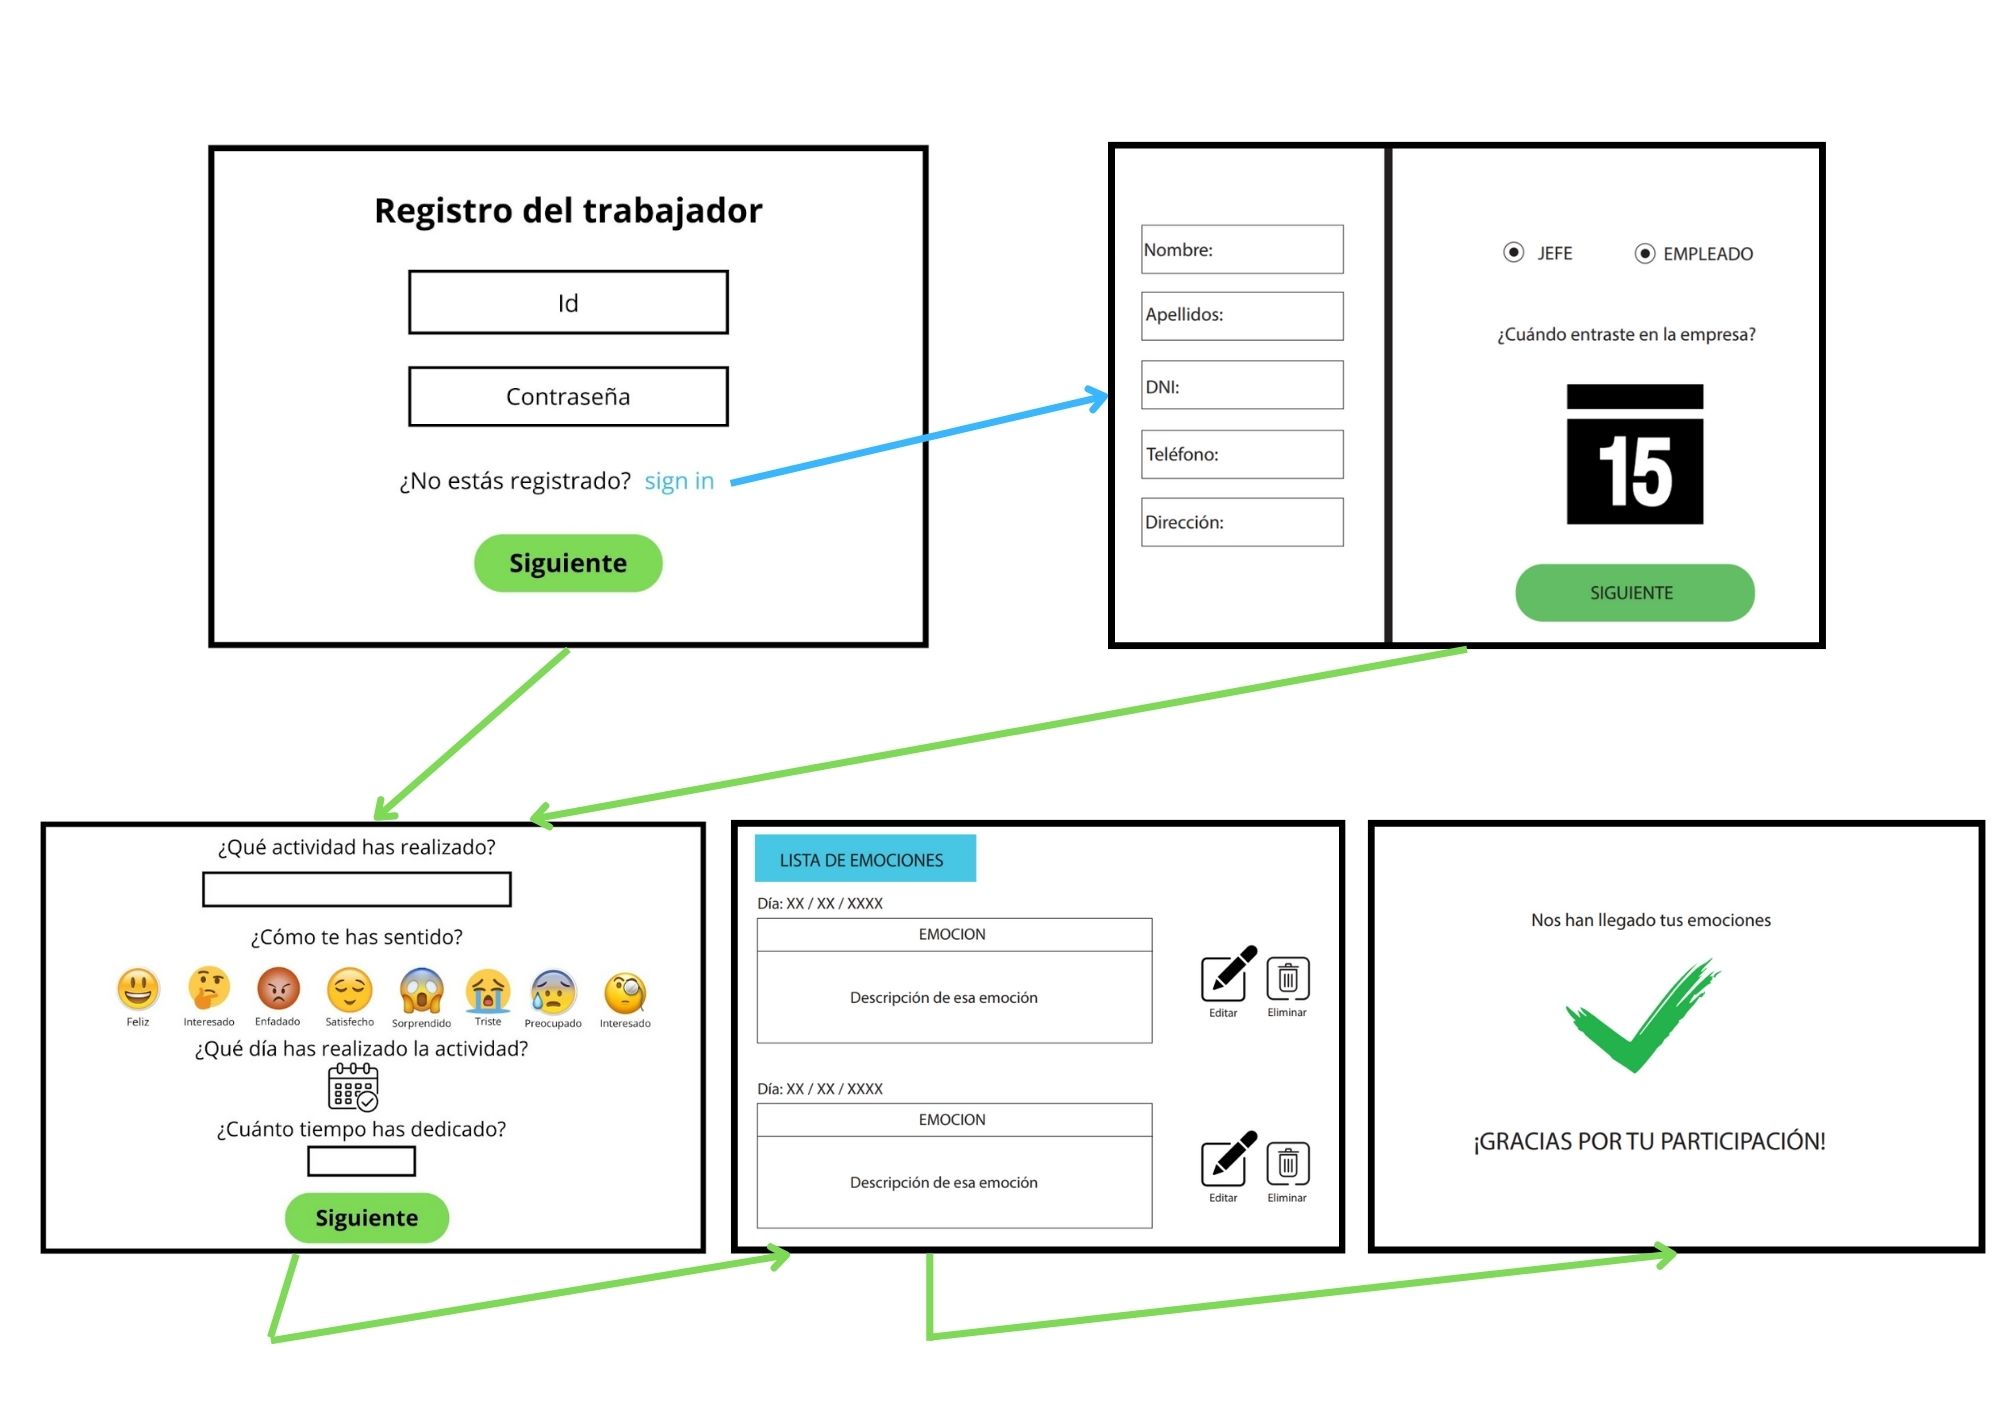 Registro del trabajador
Id
Contraseña
¿No estás registrado? sign in
Siguiente
Nombre:
Apellidos:
DNI:
Teléfono:
Dirección:
JEFE EMPLEADO
¿Cuándo entraste en la empresa?
15
SIGUIENTE
¿Qué actividad has realizado?
¿Cómo te has sentido?
Feliz Interesado Enfadado Satisfecho Sorprendido Triste Preocupado Interesado
¿Qué día has realizado la actividad?
¿Cuánto tiempo has dedicado?
Siguiente
LISTA DE EMOCIONES
Día: XX / XX / XXXX
EMOCION
Descripción de esa emoción
Editar Eliminar
Día: XX / XX / XXXX
EMOCION
Descripción de esa emoción
Editar Eliminar
Nos han llegado tus emociones
¡GRACIAS POR TU PARTICIPACIÓN!